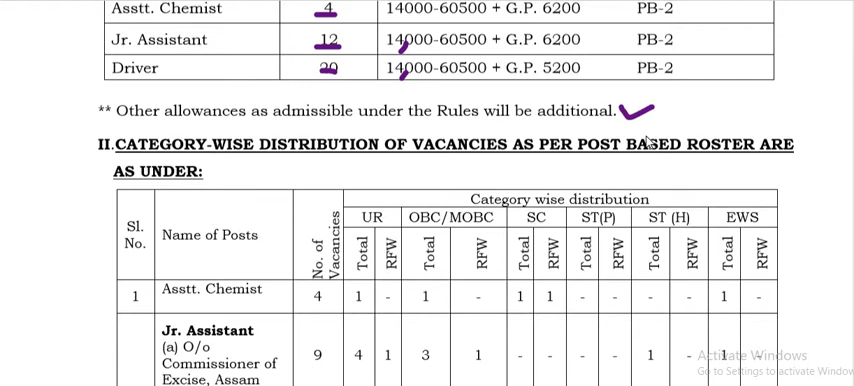 Asstt. Chemist 4 14000-60500 + G.P. 6200 PB-2
Jr. Assistant 12 14000-60500 + G.P. 6200 PB-2
Driver 20 14000-60500 + G.P. 5200 PB-2
** Other allowances as admissible under the Rules will be additional.
II.CATEGORY-WISE DISTRIBUTION OF VACANCIES AS PER POST BASED ROSTER ARE
AS UNDER:
Sl. No. Name of Posts No. of Vacancies Category wise distribution
UR OBC/MOBC SC ST(P) ST (H) EWS
Total RFW Total RFW Total RFW Total RFW Total RFW Total RFW
1 Asstt. Chemist 4 1 - 1 - 1 1 - - - - 1 -
Jr. Assistant
(a) O/o
Commissioner of
Excise, Assam
9 4 1 3 1 - - - - 1 - 1 -
Activate Windows
Go to Settings to activate Window